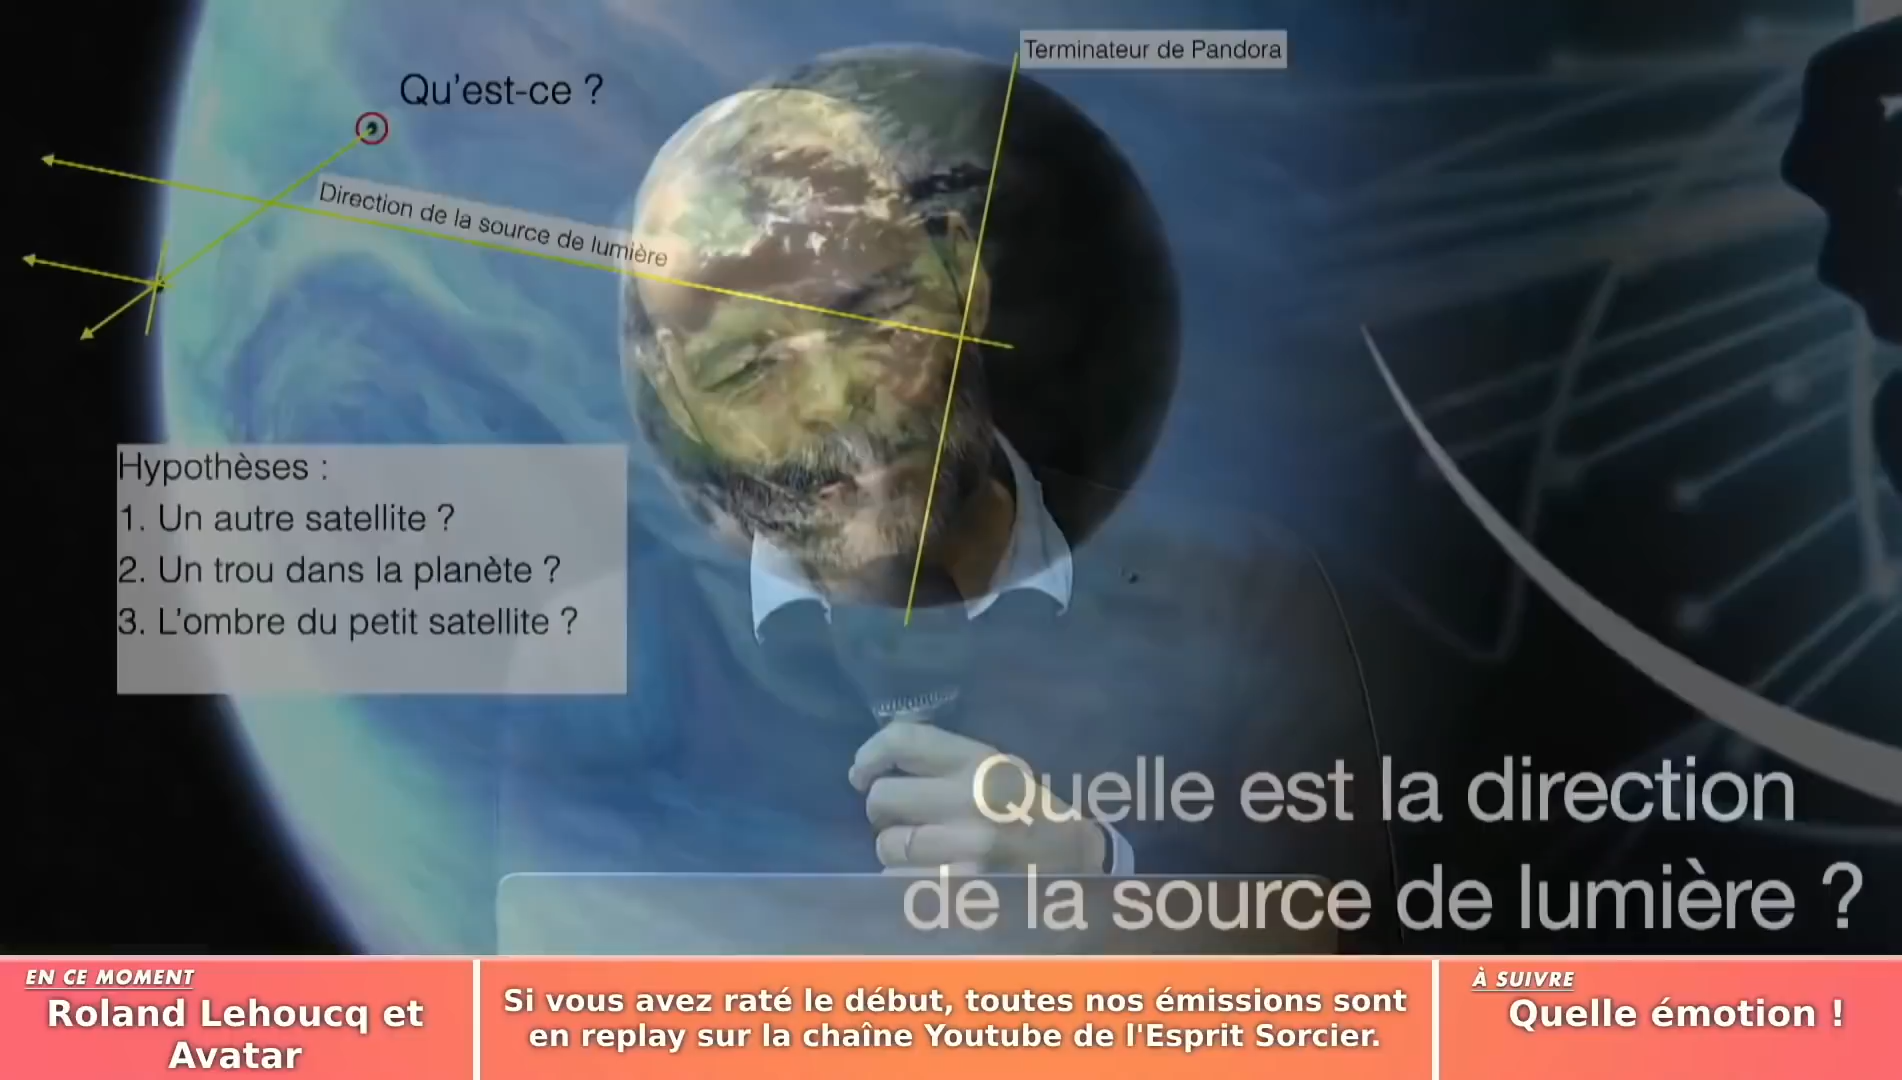 Terminateur de Pandora
Qu'est-ce ?
Direction de la source de lumière
Hypothèses :
1. Un autre satellite ?
2. Un trou dans la planète ?
3. L'ombre du petit satellite ?
Quelle est la direction
de la source de lumière ?
EN CE MOMENT
Roland Lehoucq et
Avatar
Si vous avez raté le début, toutes nos émissions sont
en replay sur la chaîne Youtube de l'Esprit Sorcier.
À SUIVRE
Quelle émotion !